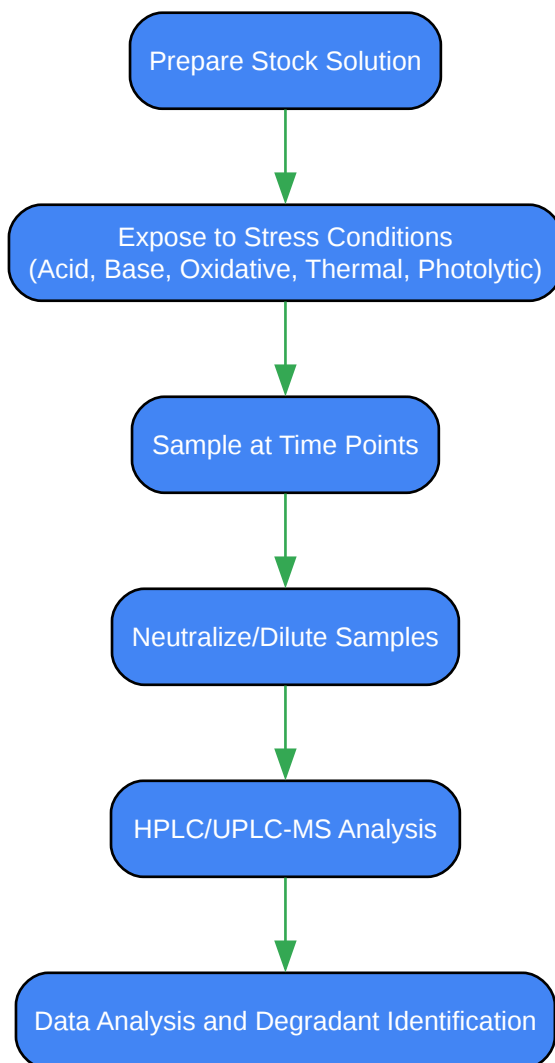 Prepare Stock Solution
Expose to Stress Conditions
(Acid, Base, Oxidative, Thermal, Photolytic)
Sample at Time Points
Neutralize/Dilute Samples
HPLC/UPLC-MS Analysis
Data Analysis and Degradant Identification